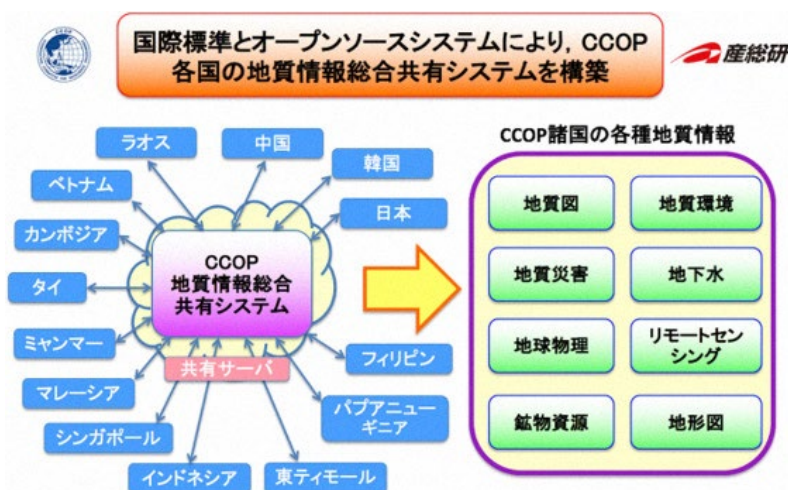 国際標準とオープンソースシステムにより，CCOP
各国の地質情報総合共有システムを構築
産総研
ラオス
中国
韓国
ベトナム
日本
カンボジア
タイ
ミャンマー
マレーシア
シンガポール
インドネシア
東ティモール
パプアニュー
ギニア
フィリピン
CCOP
地質情報総合
共有システム
共有サーバ
CCOP諸国の各種地質情報
地質図
地質環境
地質災害
地下水
地球物理
リモートセン
シング
鉱物資源
地形図